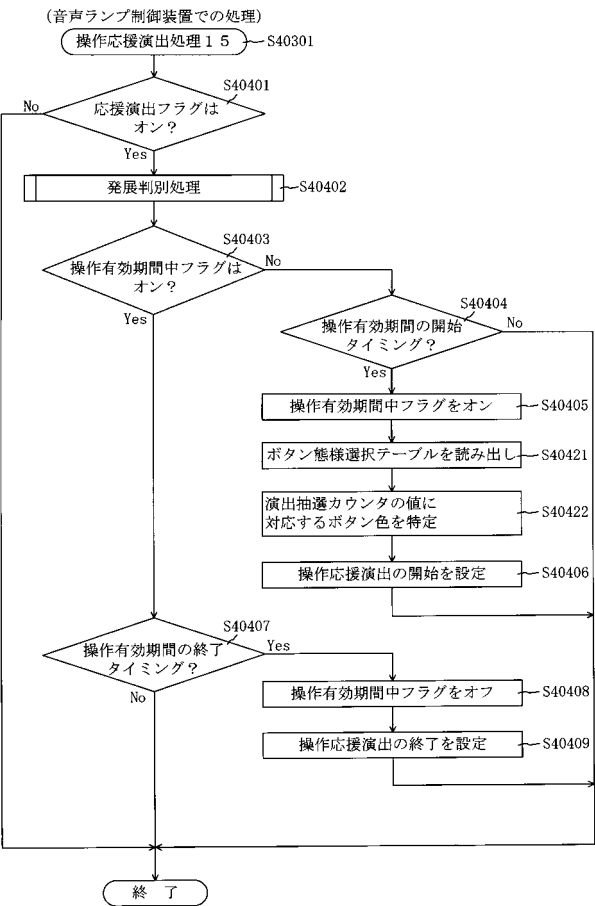 （音声ランプ制御装置での処理）
操作応援演出処理１５
S40301
S40401
応援演出フラグは
オン？
No
Yes
発展判別処理
S40402
S40403
操作有効期間中フラグは
オン？
No
Yes
S40404
操作有効期間の開始
タイミング？
No
Yes
操作有効期間中フラグをオン
S40405
ボタン態様選択テーブルを読み出し
S40421
演出抽選カウンタの値に
対応するボタン色を特定
S40422
操作応援演出の開始を設定
S40406
S40407
操作有効期間の終了
タイミング？
Yes
No
操作有効期間中フラグをオフ
S40408
操作応援演出の終了を設定
S40409
終　了